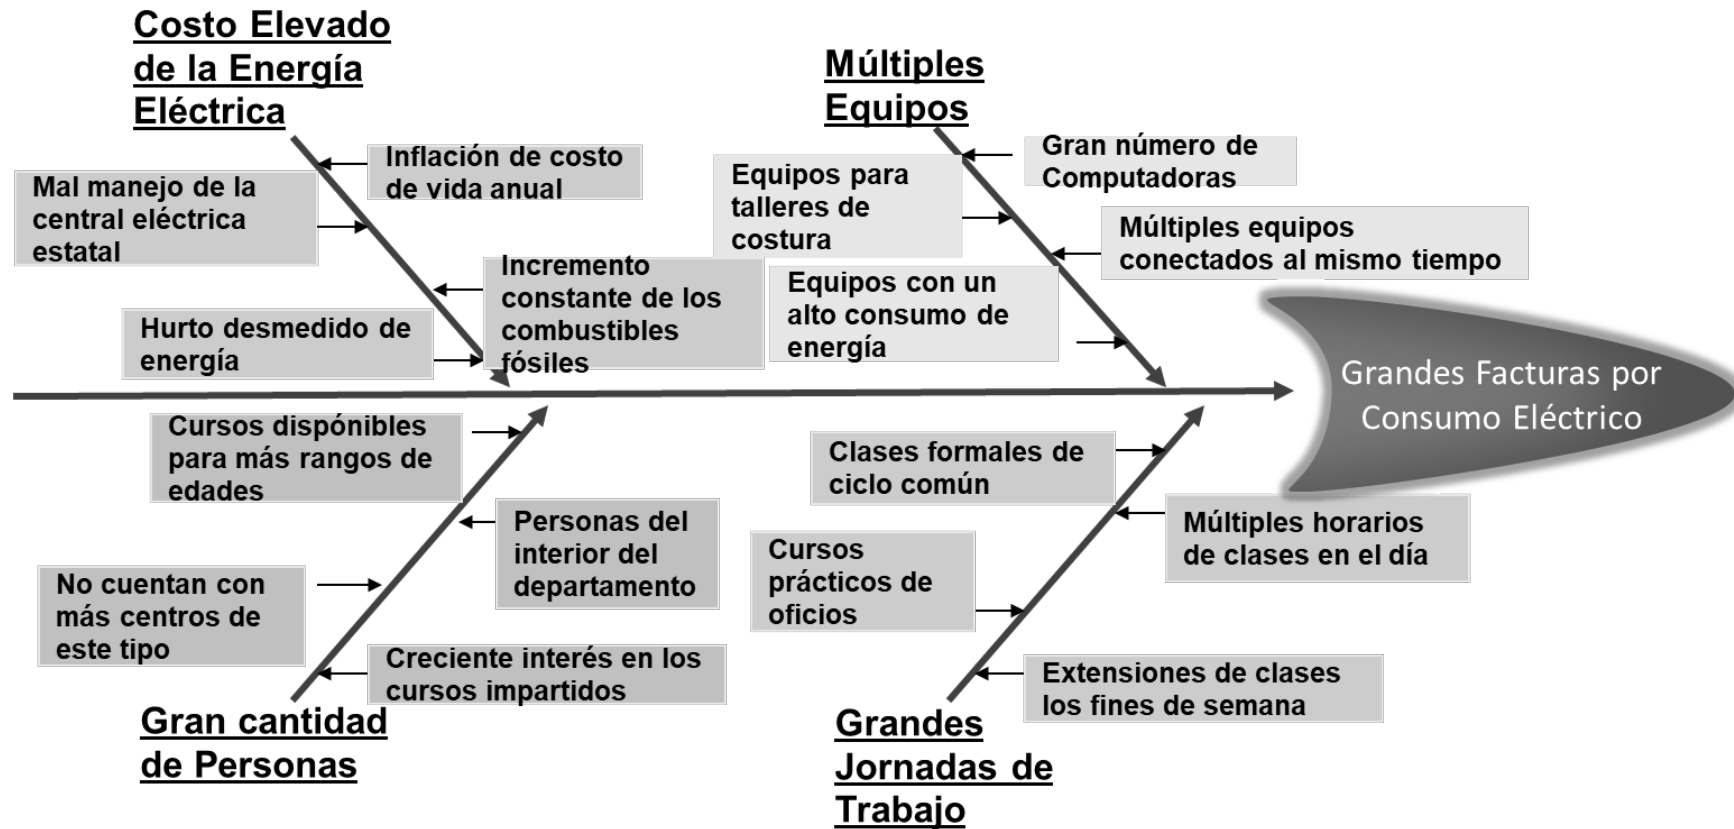 Costo Elevado
de la Energía
Eléctrica
Inflación de costo
de vida anual
Mal manejo de la
central eléctrica
estatal
Incremento
constante de los
combustibles
fósiles
Hurto desmedido de
energía
Múltiples
Equipos
Gran número de
Computadoras
Equipos para
talleres de
costura
Múltiples equipos
conectados al mismo tiempo
Equipos con un
alto consumo de
energía
Grandes Facturas por
Consumo Eléctrico
Cursos dispónibles
para más rangos de
edades
Personas del
interior del
departamento
No cuentan con
más centros de
este tipo
Creciente interés en los
cursos impartidos
Gran cantidad
de Personas
Clases formales de
ciclo común
Múltiples horarios
de clases en el día
Cursos
prácticos de
oficios
Extensiones de clases
los fines de semana
Grandes
Jornadas de
Trabajo